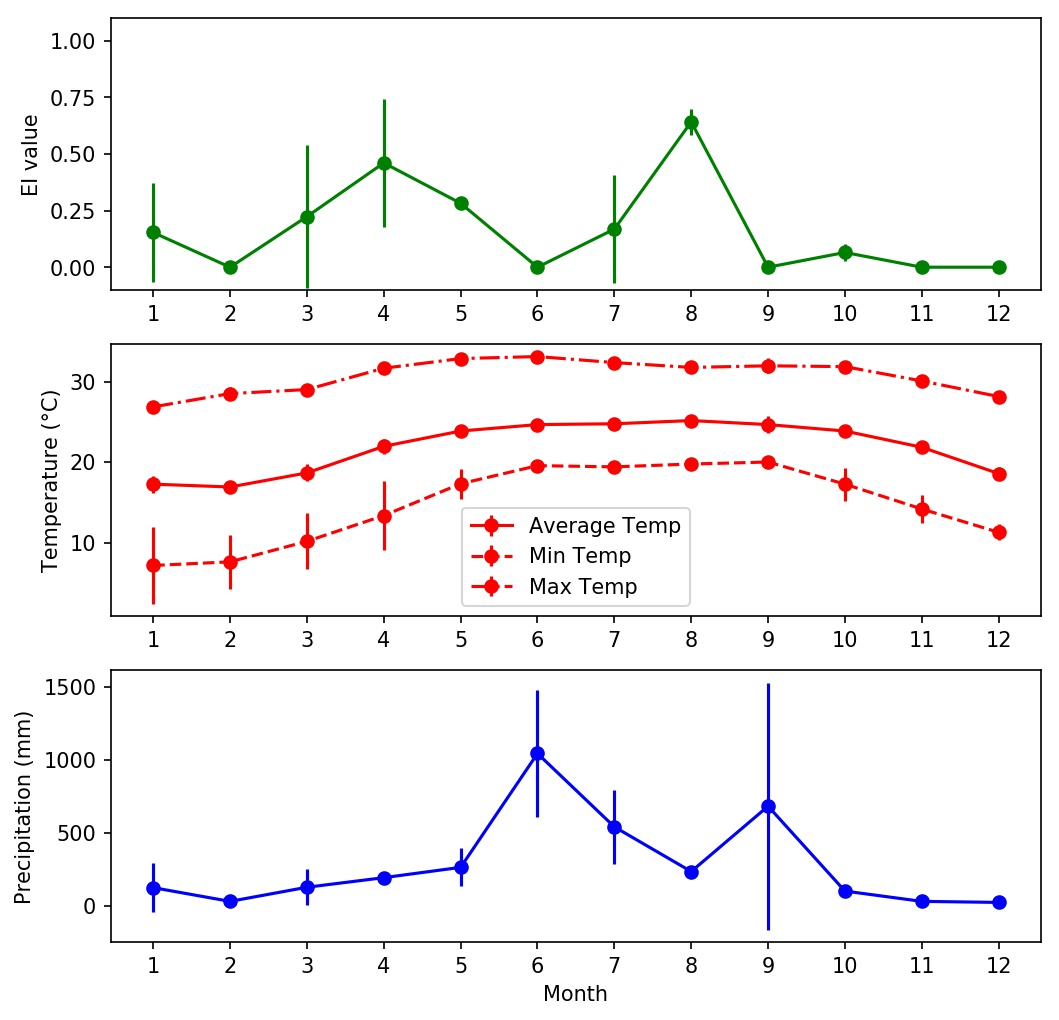 EI value
1.00
0.75
0.50
0.25
0.00
1 2 3 4 5 6 7 8 9 10 11 12
Temperature (°C)
30
20
10
Average Temp
Min Temp
Max Temp
1 2 3 4 5 6 7 8 9 10 11 12
Precipitation (mm)
1500
1000
500
0
1 2 3 4 5 6 7 8 9 10 11 12
Month